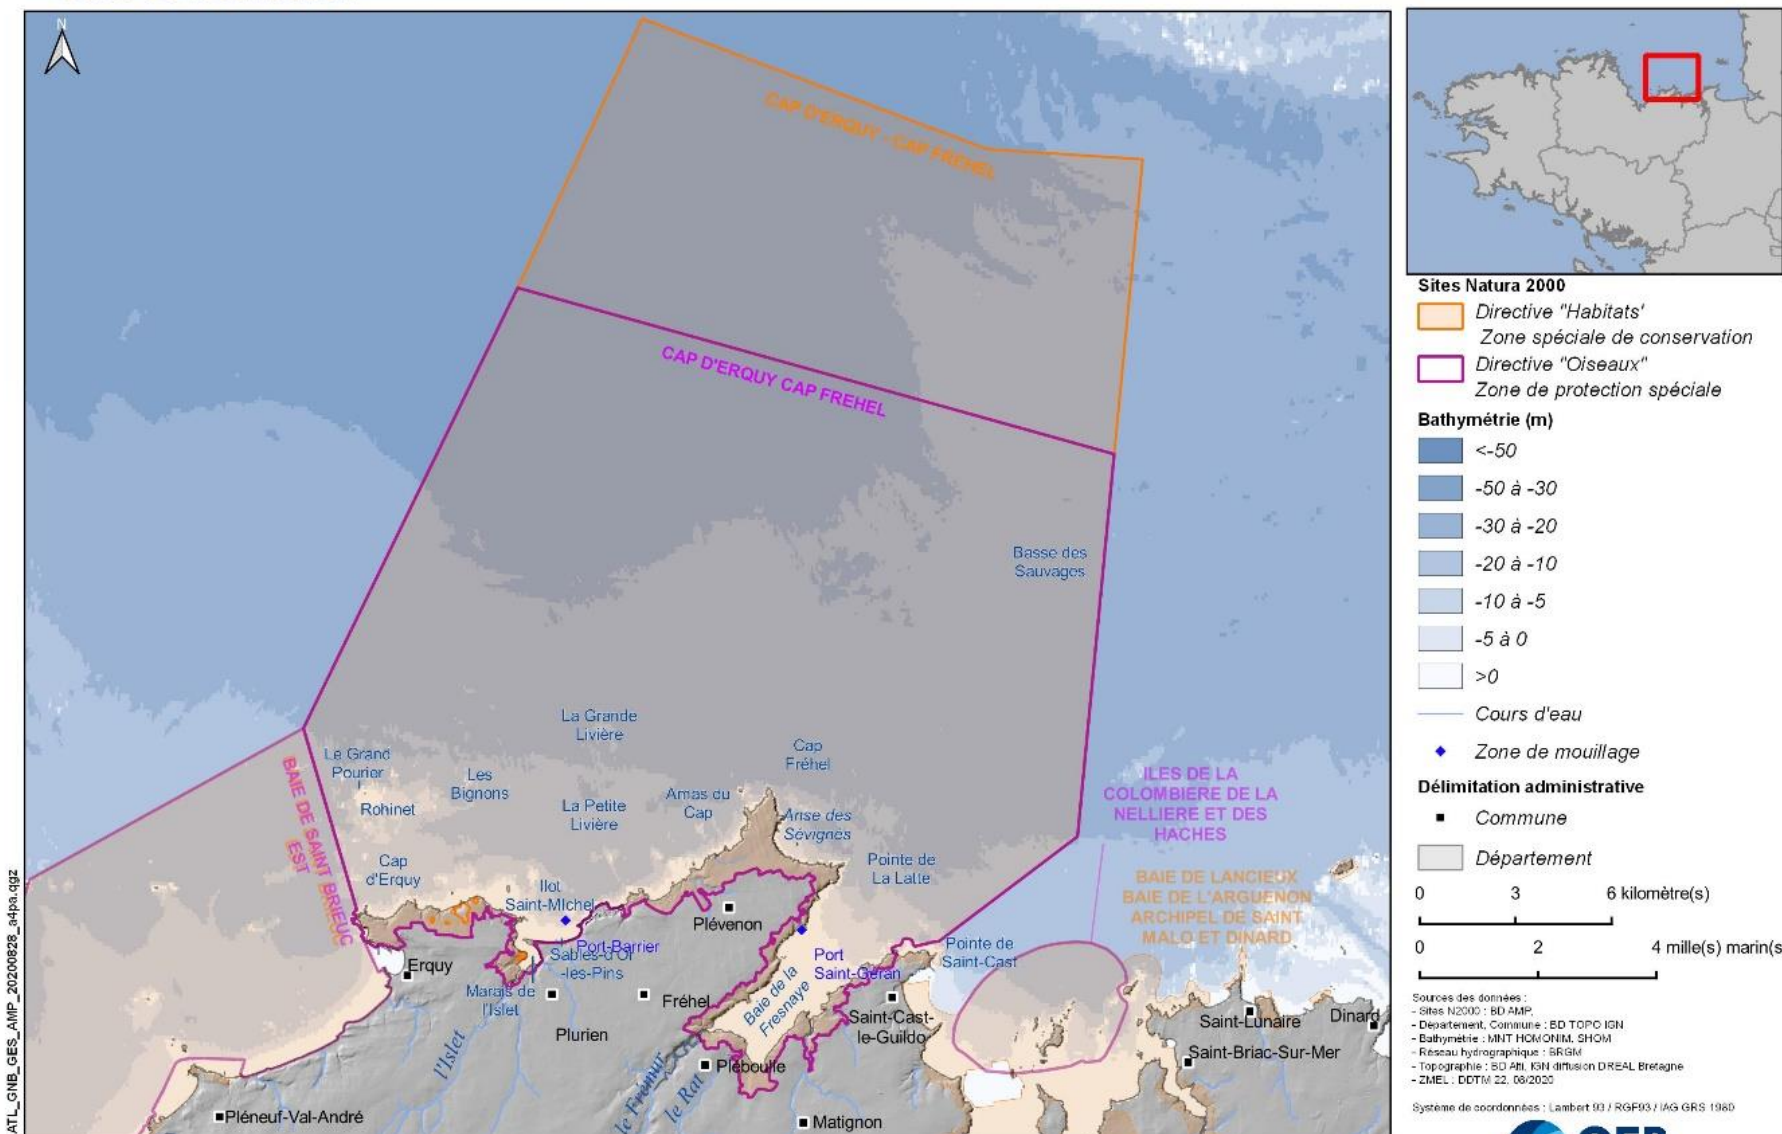 N
CAP D'ERQUY - CAP FREHEL
CAP D'ERQUY CAP FREHEL
Basse des
Sauvages
La Grande
Livière
Le Grand
Pourier
Les
Bignons
Rohinet
La Petite
Livière
Amas du
Cap
Cap
Fréhel
Anse des
Sévignés
Cap
d'Erquy
Pointe de
La Latte
BAIE DE SAINT BRIEUC
EST
ILES DE LA
COLOMBIERE DE LA
NELLIERE ET DES
HACHES
BAIE DE LANCIEUX
BAIE DE L'ARGUENON
ARCHIPEL DE SAINT
MALO ET DINARD
Ilot
Saint-MIchel
Plévenon
Port-Barrier
Sables-d'Or
-les-Pins
Port
Saint-Géran
Pointe de
Saint-Cast
Erquy
Marais de
l'Islet
Plurien
Fréhel
Baie de la
Fresnaye
Saint-Cast-
le-Guildo
Saint-Lunaire
Dinard
Saint-Briac-Sur-Mer
l'Islet
le Fremur
le Rat
Pléboulle
Pléneuf-Val-André
Matignon
ATL_GNB_GES_AMP_20200828_a4pa.qgz
Sites Natura 2000
Directive "Habitats'
Zone spéciale de conservation
Directive "Oiseaux"
Zone de protection spéciale
Bathymétrie (m)
<-50
-50 à -30
-30 à -20
-20 à -10
-10 à -5
-5 à 0
>0
Cours d'eau
Zone de mouillage
Délimitation administrative
Commune
Département
0 3 6 kilomètre(s)
0 2 4 mille(s) marin(s
Sources des données :
- Sites N2000 : BD AMP,
- Département, Commune : BD TOPO IGN
- Bathymétrie : MNT HOMONIM, SHOM
- Réseau hydrographique : BRGM
- Topographie : BD Alti, IGN diffusion DREAL Bretagne
- ZMEL : DDTM 22, 08/2020
Système de coordonnées : Lambert 93 / RGF93 / IAG GRS 1980
OFB